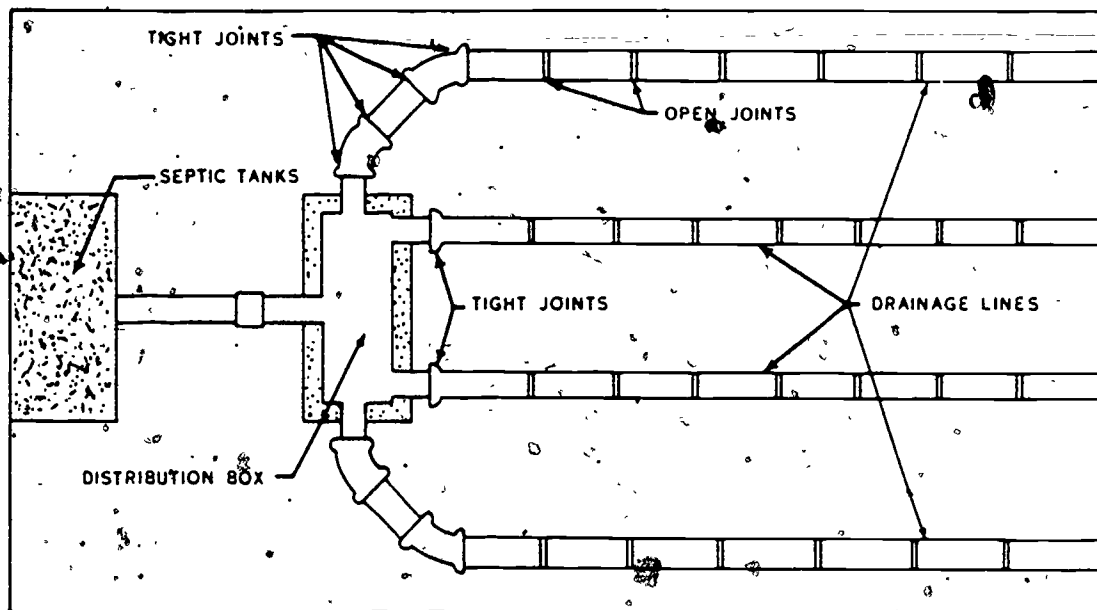 TIGHT JOINTS
OPEN JOINTS
SEPTIC TANKS
TIGHT JOINTS
DRAINAGE LINES
DISTRIBUTION BOX